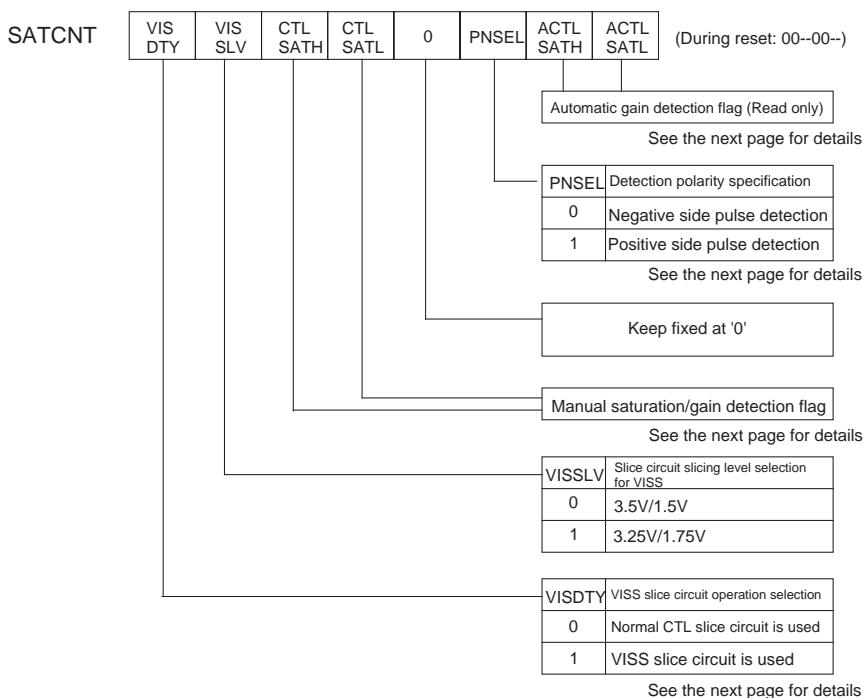 SATCNT VIS DTY VIS SLV CTL SATH CTL SATL 0 PNSEL ACTL SATH ACTL SATL (During reset: 00--00--)
Automatic gain detection flag (Read only)
See the next page for details
PNSEL Detection polarity specification
0 Negative side pulse detection
1 Positive side pulse detection
See the next page for details
Keep fixed at '0'
Manual saturation/gain detection flag
See the next page for details
VISSLV Slice circuit slicing level selection for VISS
0 3.5V/1.5V
1 3.25V/1.75V
VISDTY VISS slice circuit operation selection
0 Normal CTL slice circuit is used
1 VISS slice circuit is used
See the next page for details